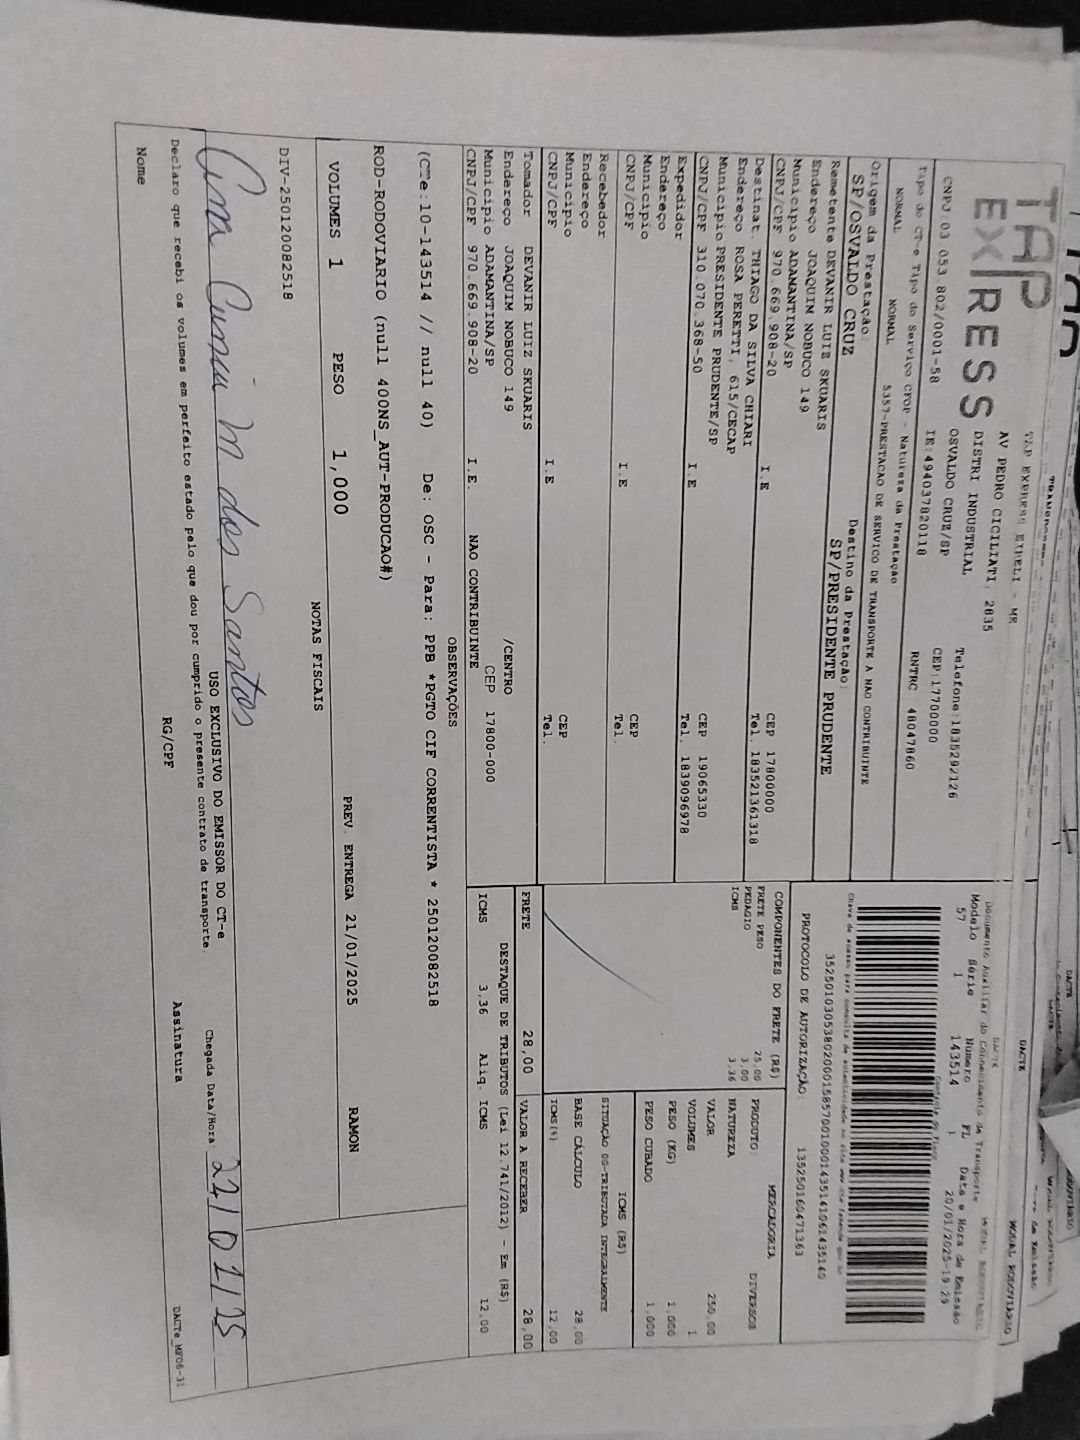 TAP
EXPRESS
TAP EXPRESS EIRELI - ME
AV PEDRO CICILIATI, 2835
DISTRI INDUSTRIAL
OSVALDO CRUZ/SP
Telefone:1835292126
CNPJ 03 053 802/0001-58
IE:494037820118
CEP:17700000
RNTRC 48047860
Tipo do CT-e Tipo do Serviço CFOP - Natureza da Prestação
NORMAL NORMAL 5357-PRESTACAO DE SERVICO DE TRANSPORTE A NAO CONTRIBUINTE
Origem da Prestação:
SP/OSVALDO CRUZ
Destino da Prestação:
SP/PRESIDENTE PRUDENTE
Remetente DEVANIR LUIZ SKUARIS
Endereço JOAQUIM NOBUCO 149
Município ADAMANTINA/SP
CEP 17800000
CNPJ/CPF 970.669.908-20 I.E Tel. 183521361318
Destinat. THIAGO DA SILVA CHIARI
Endereço ROSA PERETTI, 615/CECAP
Município PRESIDENTE PRUDENTE/SP CEP 19065330
CNPJ/CPF 310.070.368-50 I.E Tel. 1839096978
Expedidor
Endereço
Município CEP
CNPJ/CPF I.E Tel.
Recebedor
Endereço
Município CEP
CNPJ/CPF I.E Tel.
Tomador DEVANIR LUIZ SKUARIS
Endereço JOAQUIM NOBUCO 149 /CENTRO
Município ADAMANTINA/SP CEP 17800-000
CNPJ/CPF 970.669.908-20 I.E. NAO CONTRIBUINTE
DACTE
Documento Auxiliar do Conhecimento de Transporte
Modelo Série Número FL Data e Hora de Emissão
57 1 143514 1 20/01/2025-19:29
PROTOCOLO DE AUTORIZAÇÃO: 135250160471363
COMPONENTES DO FRETE (R$)
FRETE PESO 25,00
PEDAGIO 3,00
ICMS 3,36
MERCADORIA
PRODUTO: DIVERSOS
NATUREZA
VALOR 250,00
VOLUMES 1
PESO (KG) 1,000
PESO CUBADO 1,000
ICMS (R$)
SITUAÇÃO 00-TRIBUTADA INTEGRALMENTE
BASE CÁLCULO 28,00
ICMS(%) 12,00
FRETE 28,00 VALOR A RECEBER 28,00
DESTAQUE DE TRIBUTOS (Lei 12.741/2012) - Em (R$)
ICMS 3,36 Aliq. ICMS 12,00
OBSERVAÇÕES
(CTe:10-143514 // null 40) De: OSC - Para: PPB *PGTO CIF CORRENTISTA * 250120082518
ROD-RODOVIARIO (null 400NS_AUT-PRODUCAO#)
VOLUMES 1 PESO 1,000 PREV. ENTREGA 21/01/2025 RAMON
NOTAS FISCAIS
DIV-250120082518
USO EXCLUSIVO DO EMISSOR DO CT-e
Chegada Data/Hora: 22/01/25
dos Santos
Declaro que recebi os volumes em perfeito estado pelo que dou por cumprido o presente contrato de transporte.
Nome RG/CPF Assinatura
DACTe_MF06-31